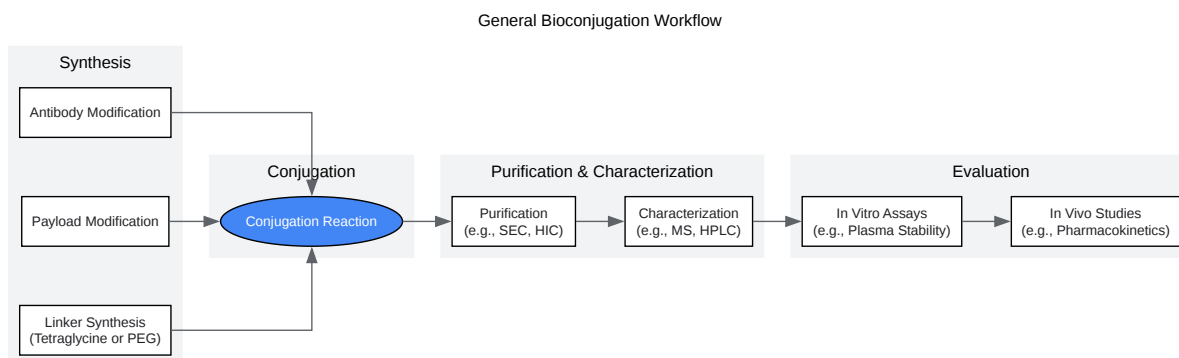 General Bioconjugation Workflow
Synthesis
Antibody Modification
Payload Modification
Linker Synthesis
(Tetraglycine or PEG)
Conjugation
Conjugation Reaction
Purification & Characterization
Purification
(e.g., SEC, HIC)
Characterization
(e.g., MS, HPLC)
Evaluation
In Vitro Assays
(e.g., Plasma Stability)
In Vivo Studies
(e.g., Pharmacokinetics)